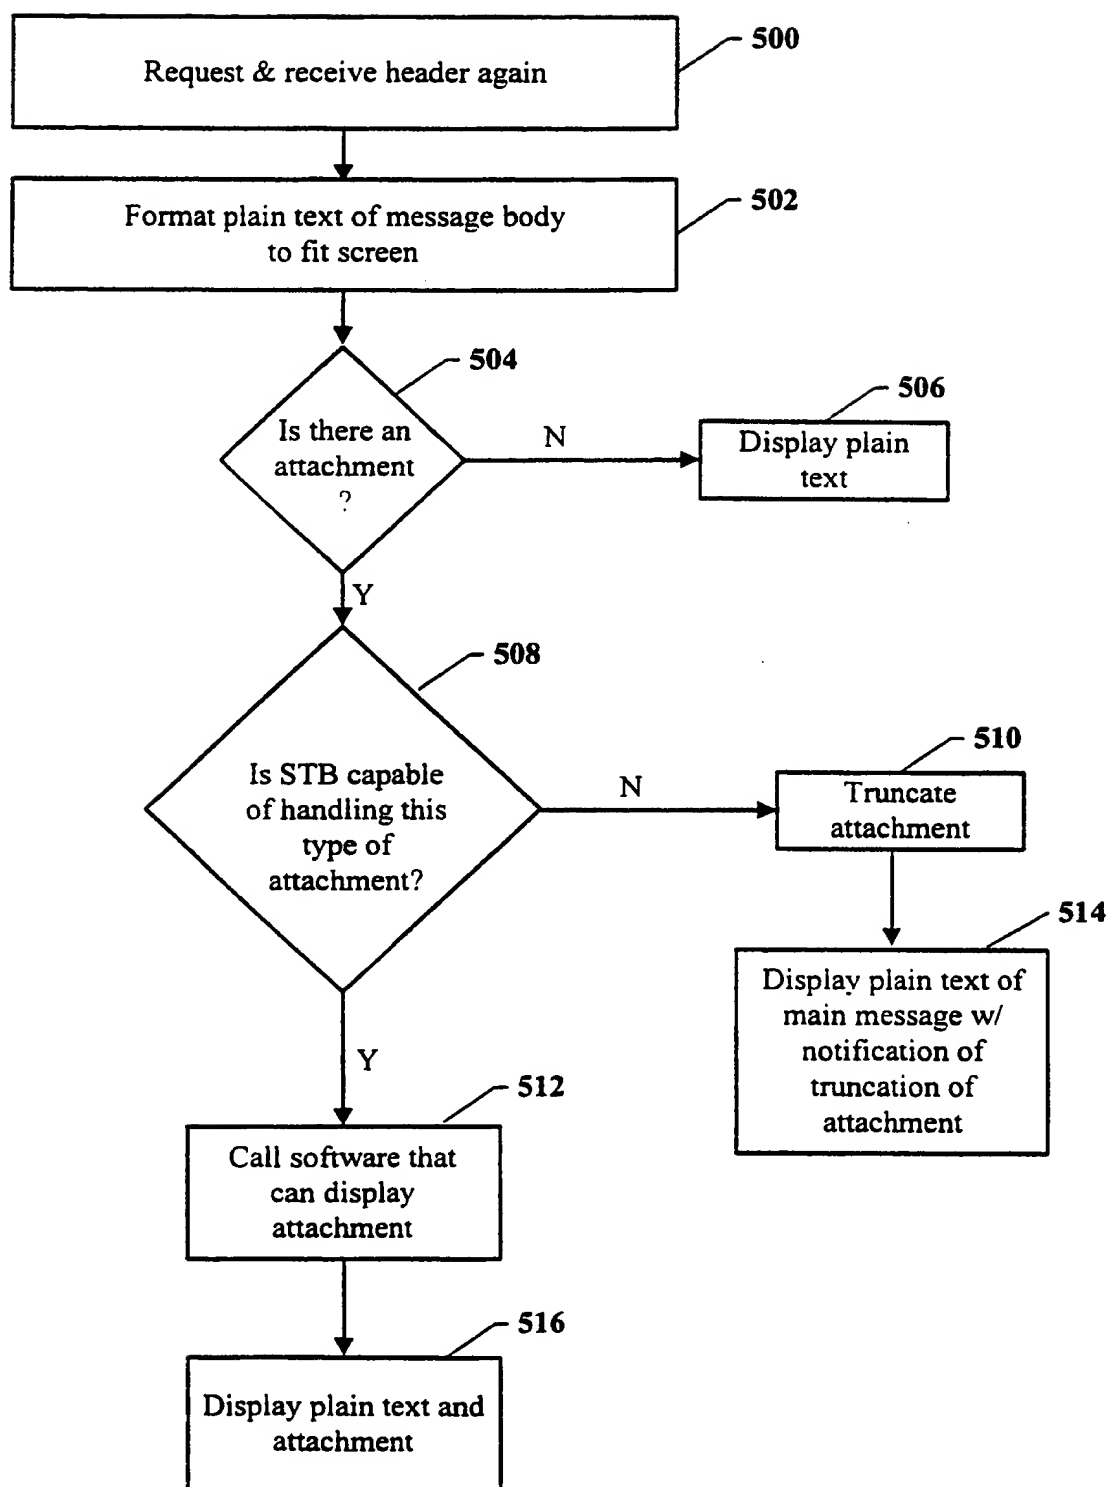 500
Request & receive header again
502
Format plain text of message body
to fit screen
504
Is there an
attachment
?
N
506
Display plain
text
Y
508
Is STB capable
of handling this
type of
attachment?
N
510
Truncate
attachment
514
Display plain text of
main message w/
notification of
truncation of
attachment
Y
512
Call software that
can display
attachment
516
Display plain text and
attachment